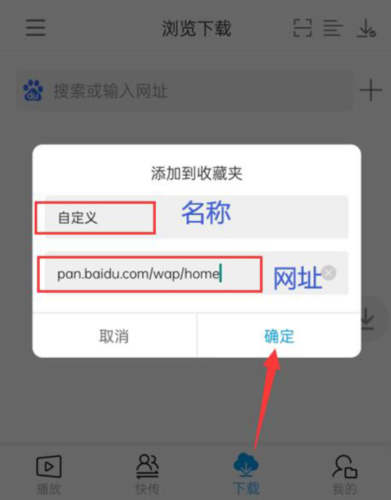 浏览下载
搜索或输入网址
添加到收藏夹
自定义
名称
pan.baidu.com/wap/home
网址
取消
确定
播放
快传
下载
我的